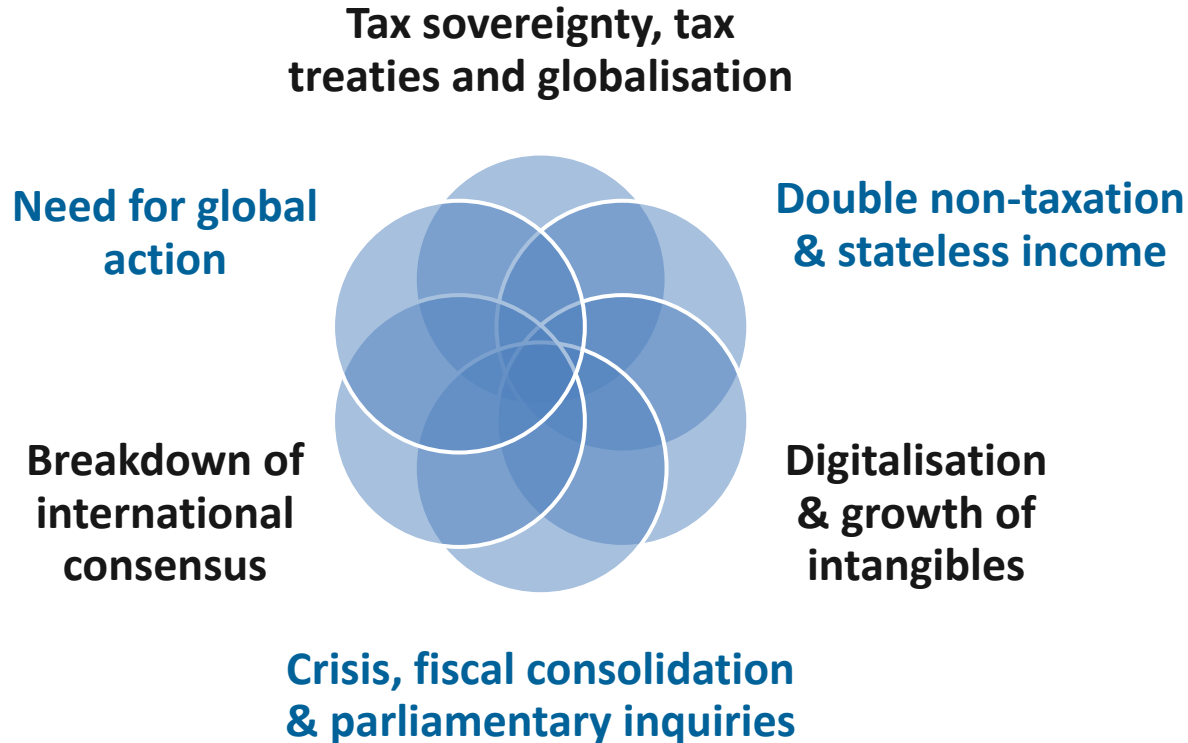 Tax sovereignty, tax
treaties and globalisation
Need for global
action
Double non-taxation
& stateless income
Breakdown of
international
consensus
Digitalisation
& growth of
intangibles
Crisis, fiscal consolidation
& parliamentary inquiries